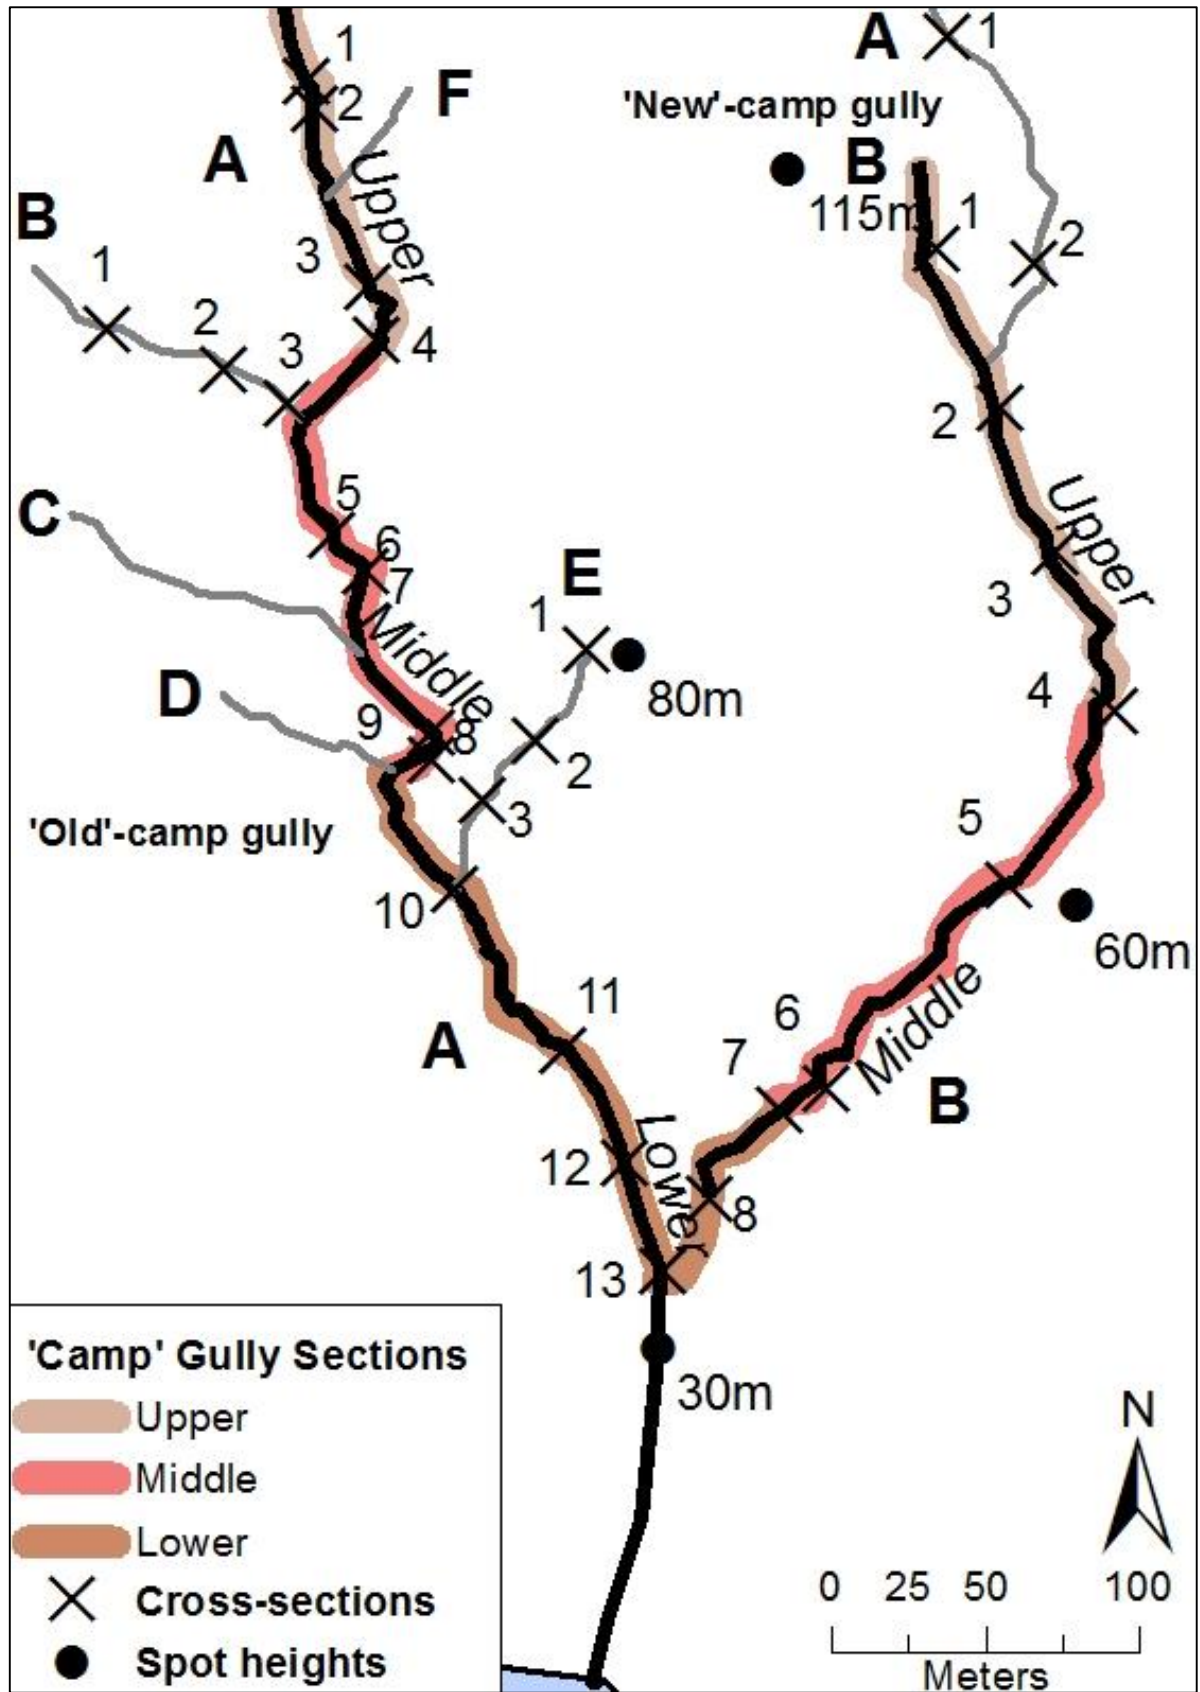 A
1
'New'-camp gully
1
2
F
A
Upper
B
115m
1
2
B
1
2
3
3
4
2
Upper
3
4
C
5
6
7
Middle
E
1
80m
2
3
D
9
8
'Old'-camp gully
10
5
60m
11
A
6
7
Middle
B
12
Lower
8
13
30m
'Camp' Gully Sections
Upper
Middle
Lower
Cross-sections
Spot heights
N
0 25 50 100
Meters